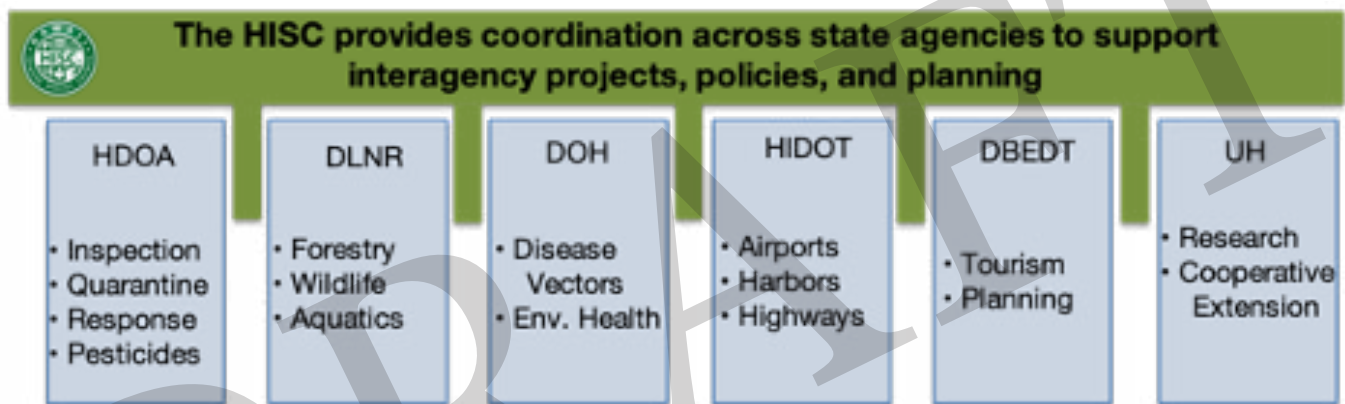 The HISC provides coordination across state agencies to support
interagency projects, policies, and planning
HISC
HDOA
• Inspection
• Quarantine
• Response
• Pesticides
DLNR
• Forestry
• Wildlife
• Aquatics
DOH
• Disease
Vectors
• Env. Health
HIDOT
• Airports
• Harbors
• Highways
DBEDT
• Tourism
• Planning
UH
• Research
• Cooperative
Extension
DRAFT